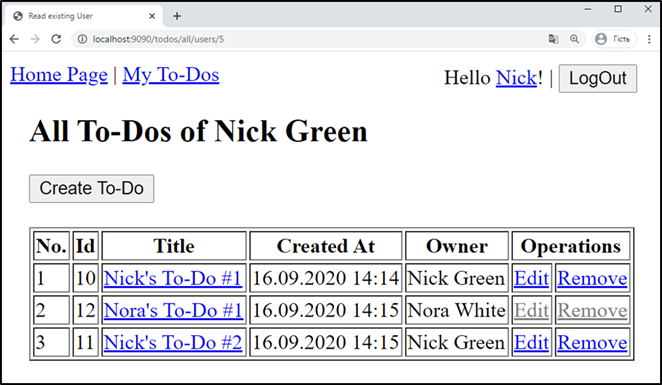 Read existing User
localhost:9090/todos/all/users/5
Гість
Home Page | My To-Dos
Hello Nick! | LogOut
All To-Dos of Nick Green
Create To-Do
No. Id Title Created At Owner Operations
1 10 Nick's To-Do #1 16.09.2020 14:14 Nick Green Edit Remove
2 12 Nora's To-Do #1 16.09.2020 14:15 Nora White Edit Remove
3 11 Nick's To-Do #2 16.09.2020 14:15 Nick Green Edit Remove